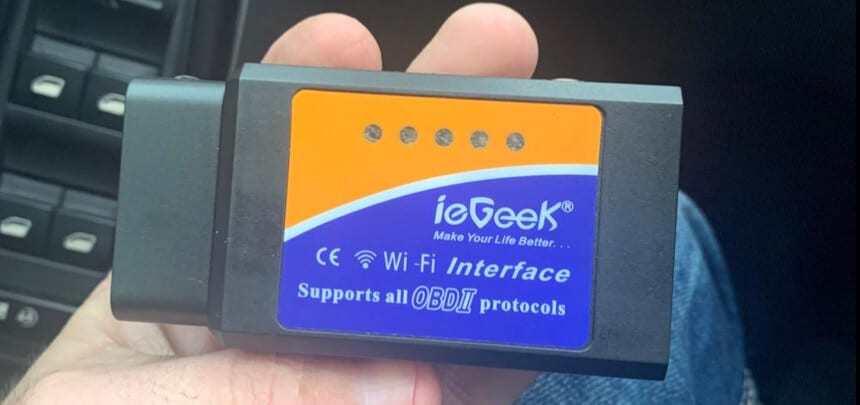 ieGeek®
Make Your Life Better. . .
CE Wi-Fi Interface
Supports all OBDII protocols